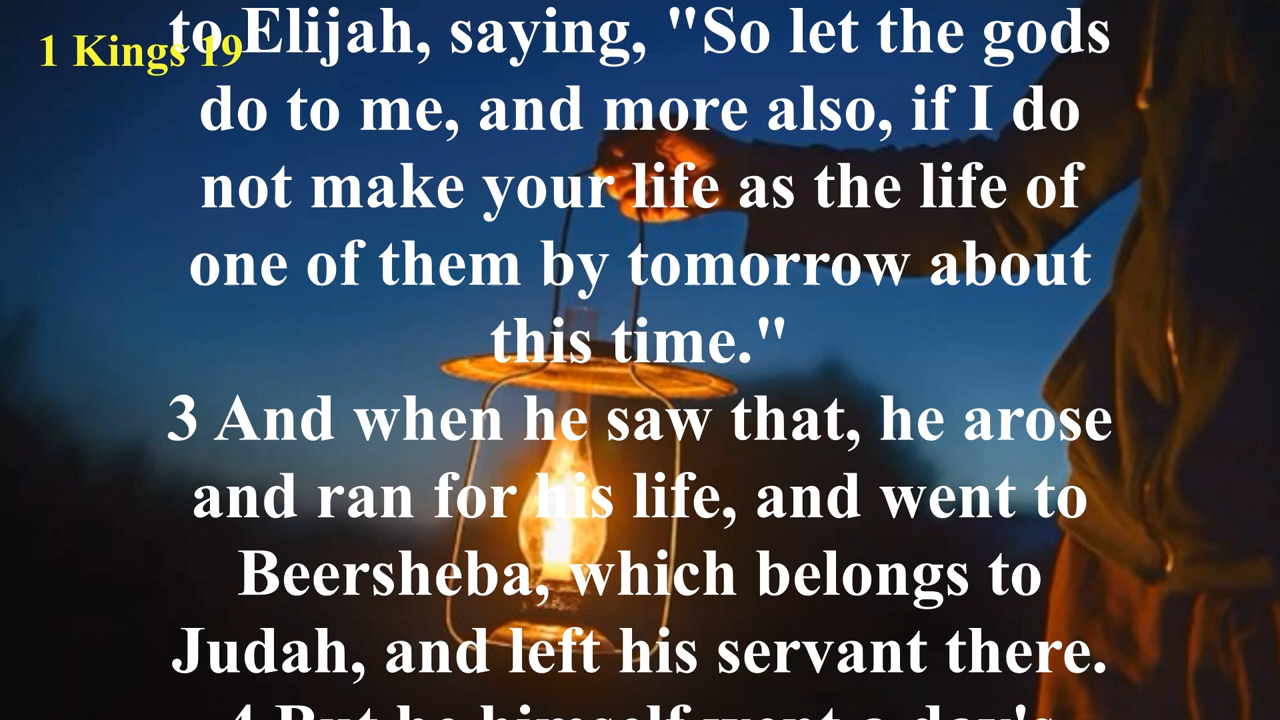 1 Kings 19
to Elijah, saying, "So let the gods
do to me, and more also, if I do
not make your life as the life of
one of them by tomorrow about
this time."
3 And when he saw that, he arose
and ran for his life, and went to
Beersheba, which belongs to
Judah, and left his servant there.
4 But he himself went a day's